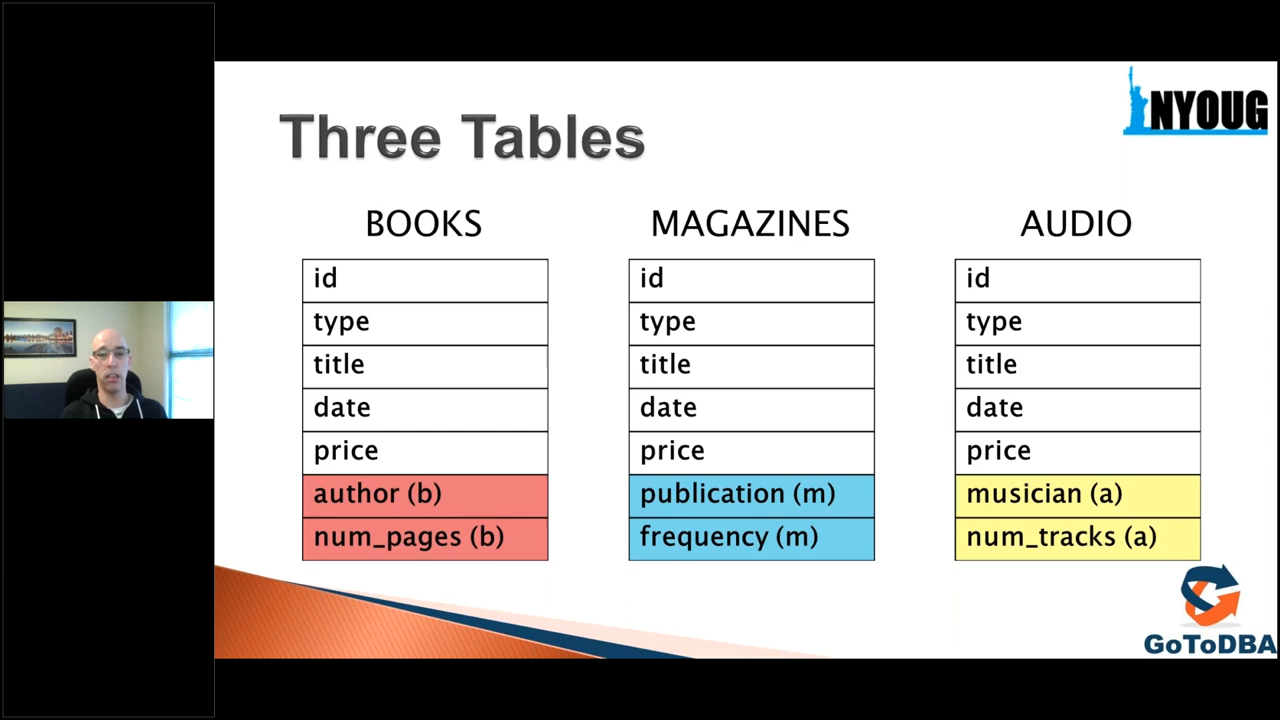 NYOUG
Three Tables
BOOKS
id
type
title
date
price
author (b)
num_pages (b)
MAGAZINES
id
type
title
date
price
publication (m)
frequency (m)
AUDIO
id
type
title
date
price
musician (a)
num_tracks (a)
GoToDBA